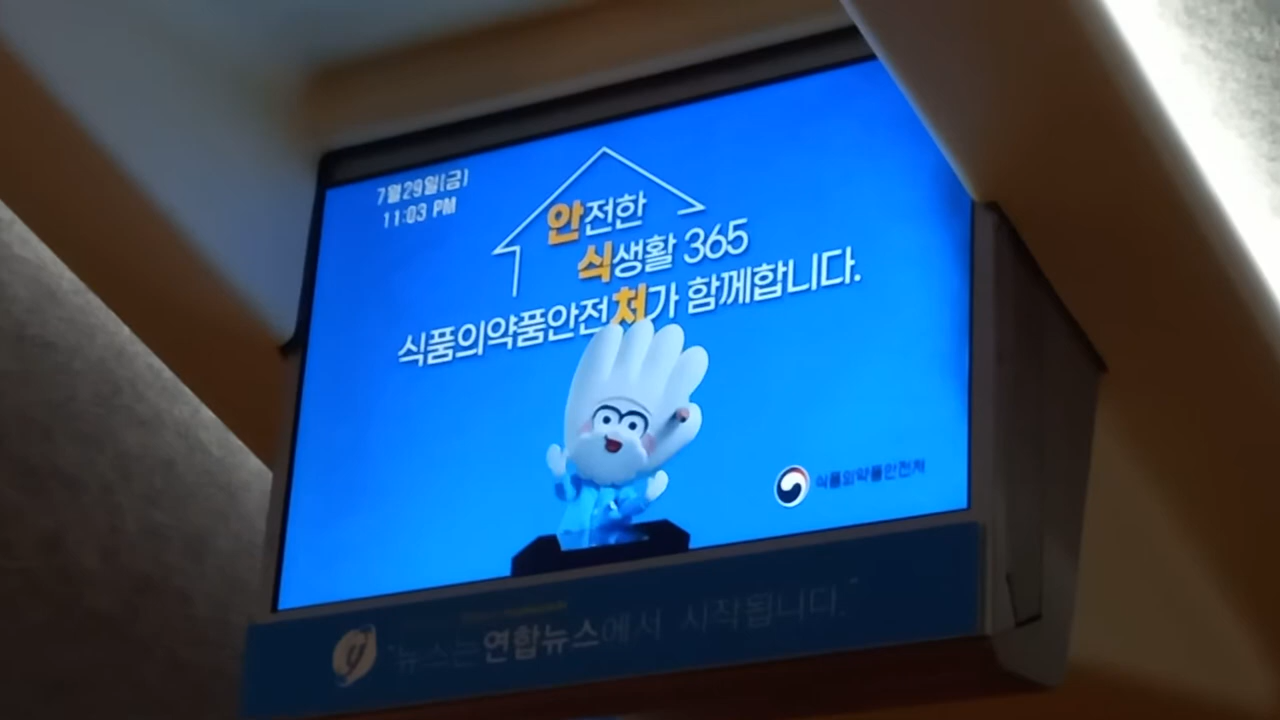 7월29일(금)
11:03 PM
안전한
식생활 365
식품의약품안전처가 함께합니다.
식품의약품안전처
"뉴스는 연합뉴스에서 시작됩니다."